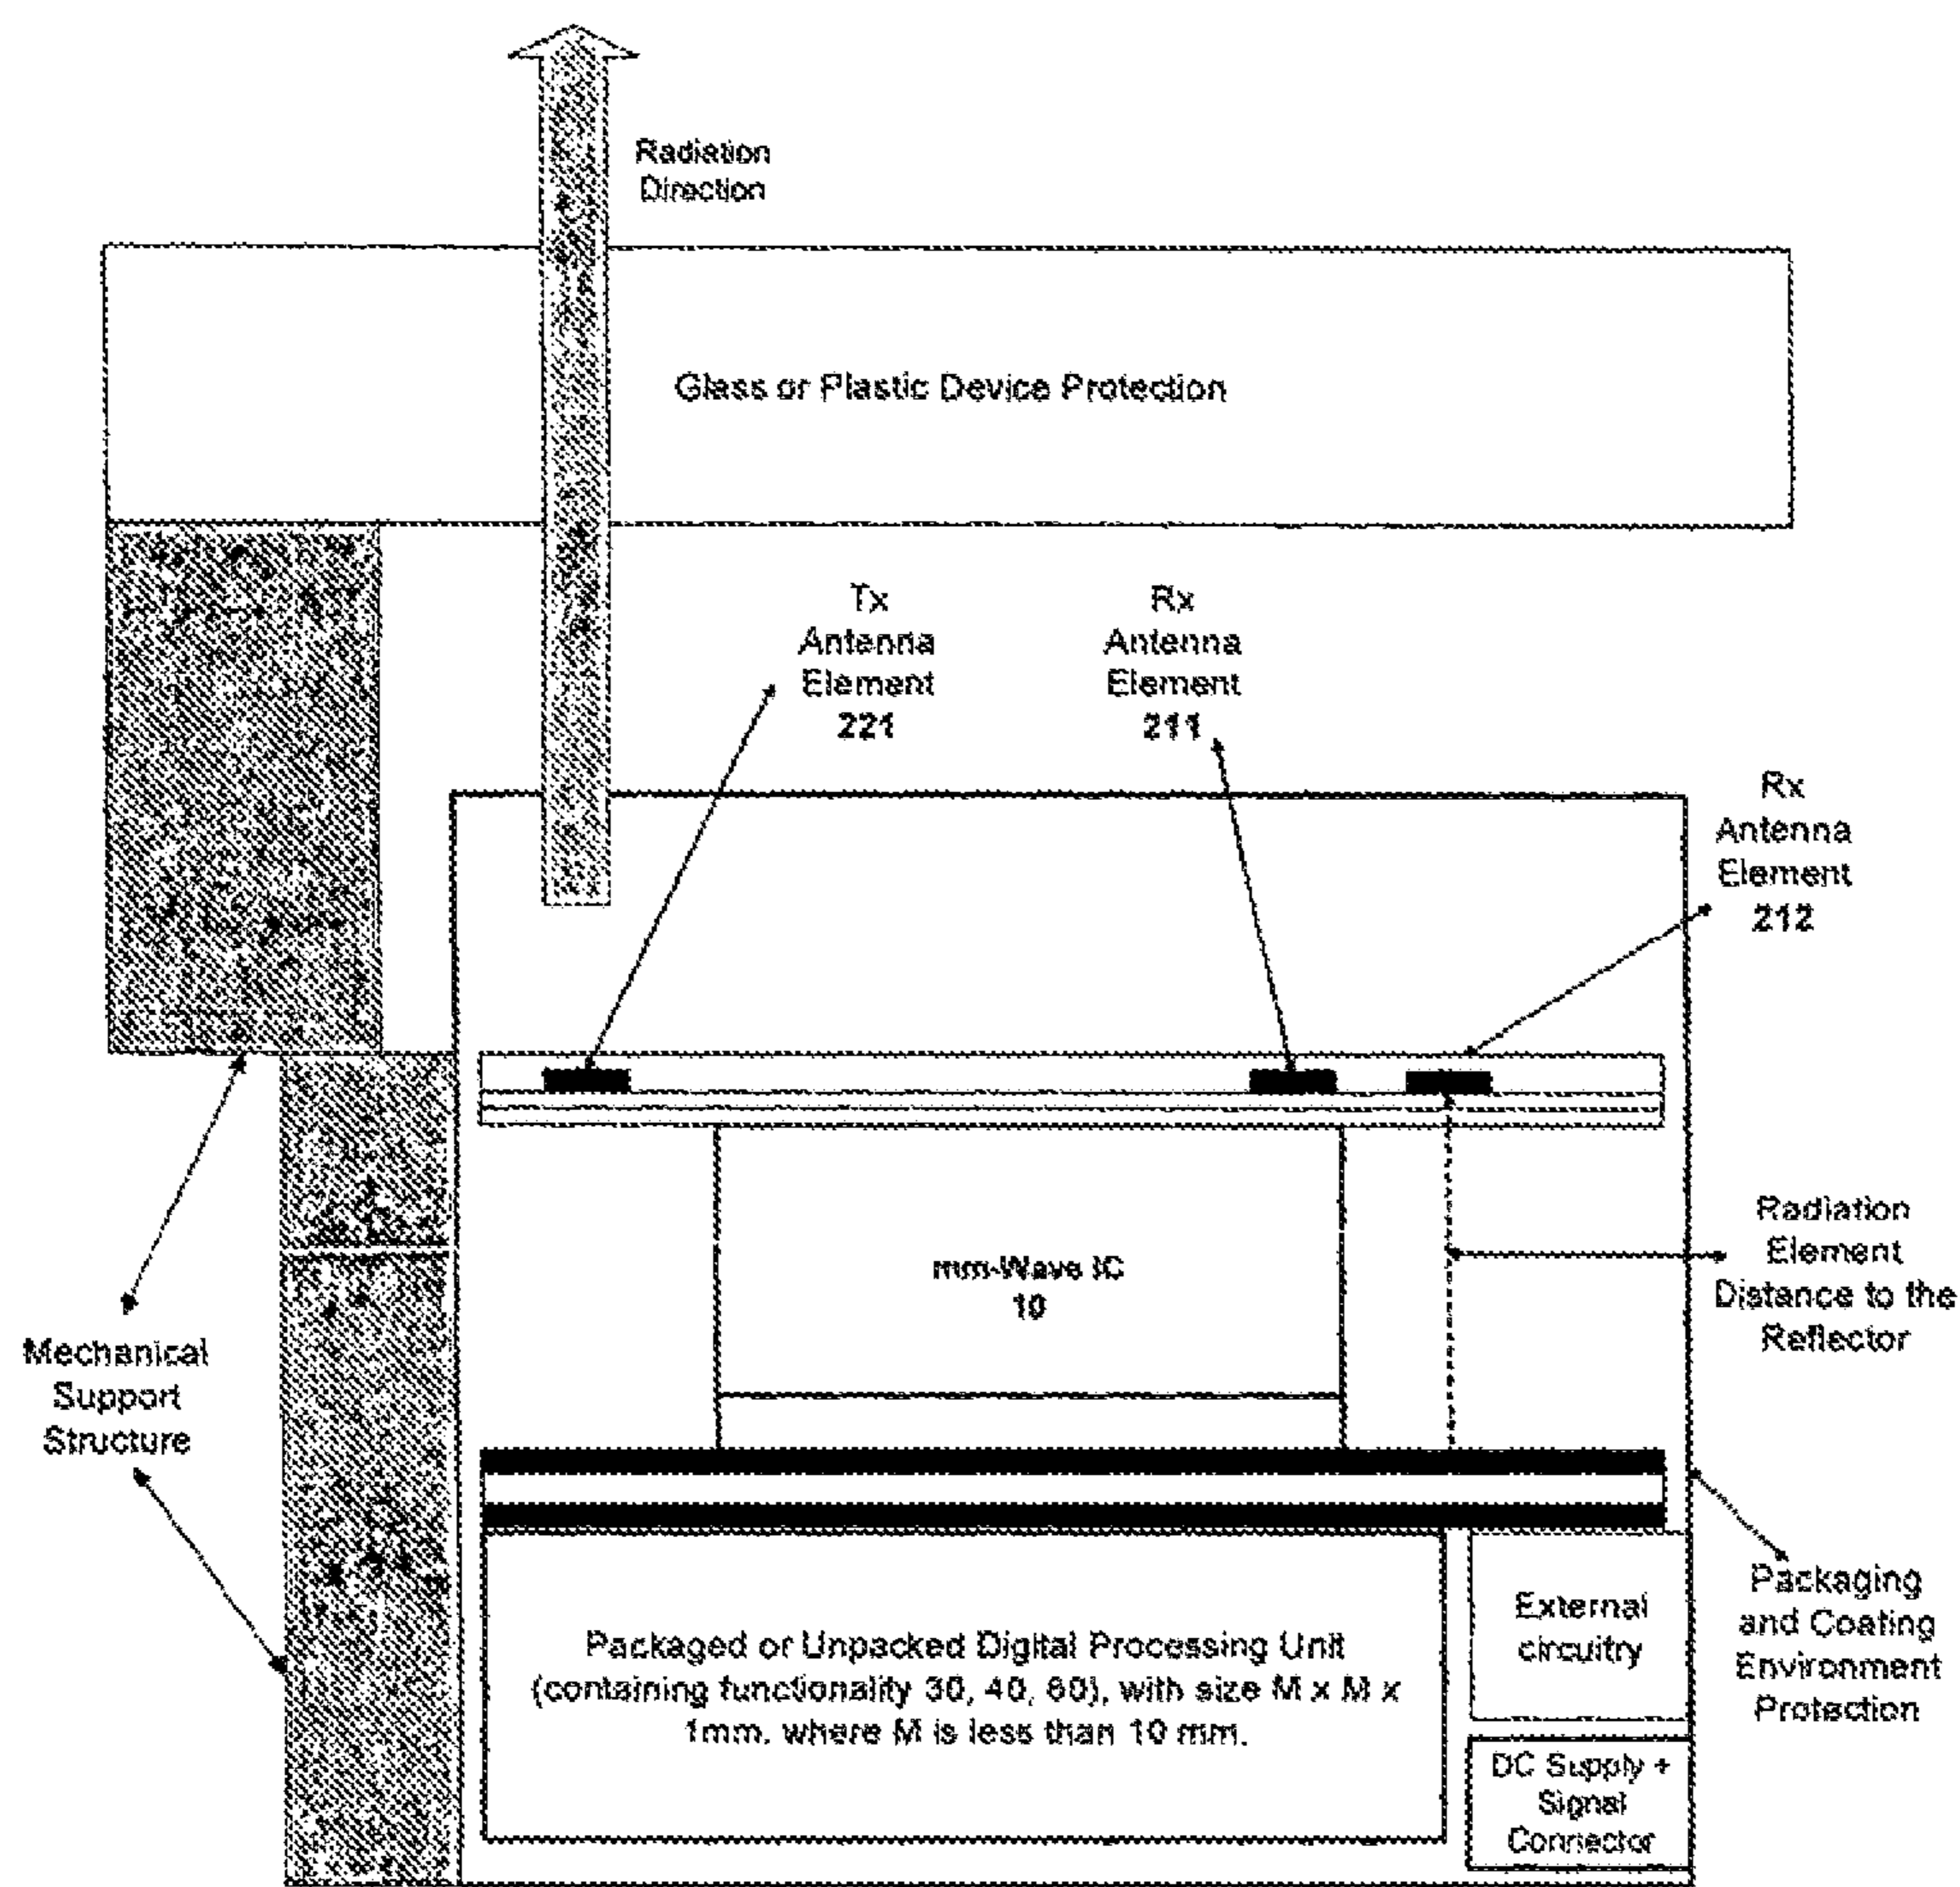 Radiation
Direction
Glass or Plastic Device Protection
Tx
Antenna
Element
221
Rx
Antenna
Element
211
Rx
Antenna
Element
212
mm-Wave IC
10
Radiation
Element
Distance to the
Reflector
Mechanical
Support
Structure
Packaged or Unpacked Digital Processing Unit
(containing functionality 30, 40, 60), with size M x M x
1mm. where M is less than 10 mm.
External
circuitry
Packaging
and Coating
Environment
Protection
DC Supply +
Signal
Connector